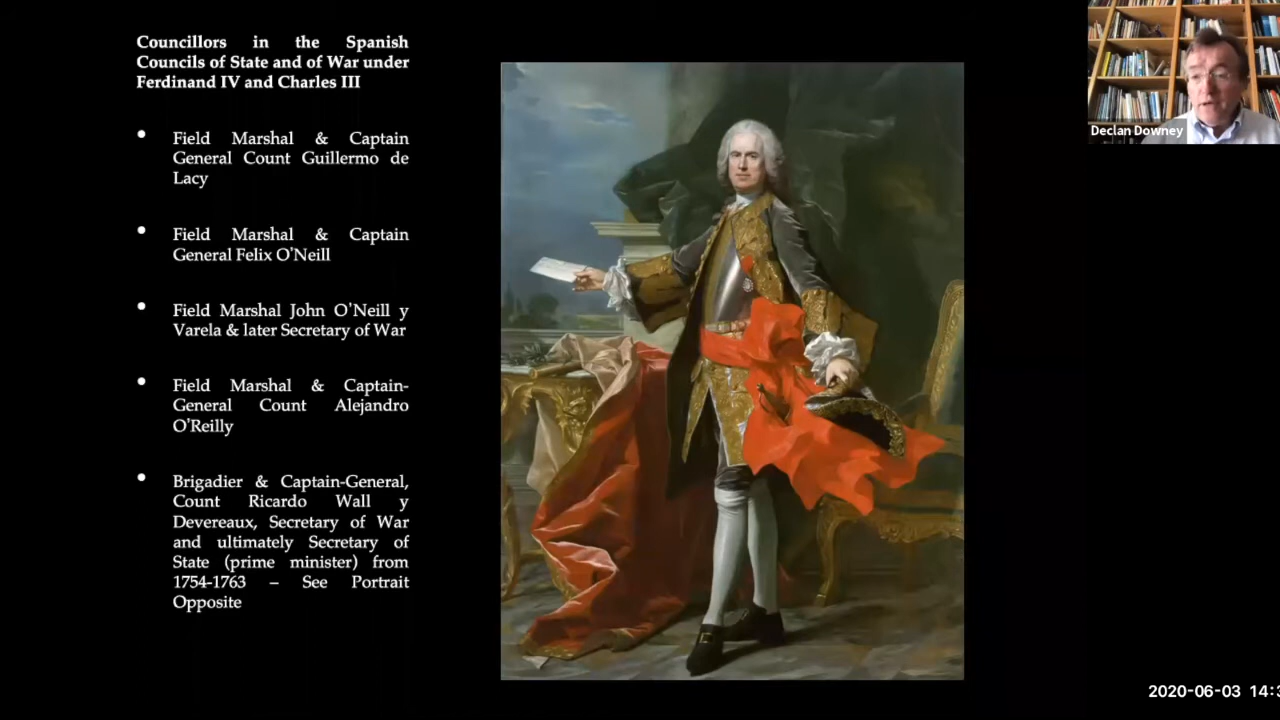 Councillors in the Spanish
Councils of State and of War under
Ferdinand IV and Charles III
• Field Marshal & Captain
General Count Guillermo de
Lacy
• Field Marshal & Captain
General Felix O'Neill
• Field Marshal John O'Neill y
Varela & later Secretary of War
• Field Marshal & Captain-
General Count Alejandro
O'Reilly
• Brigadier & Captain-General,
Count Ricardo Wall y
Devereaux, Secretary of War
and ultimately Secretary of
State (prime minister) from
1754-1763 – See Portrait
Opposite
Declan Downey
2020-06-03 14:3